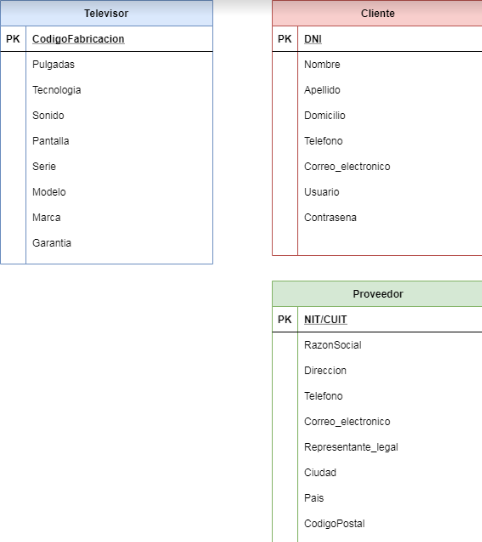 Televisor
PK CodigoFabricacion
Pulgadas
Tecnologia
Sonido
Pantalla
Serie
Modelo
Marca
Garantia
Cliente
PK DNI
Nombre
Apellido
Domicilio
Telefono
Correo_electronico
Usuario
Contrasena
Proveedor
PK NIT/CUIT
RazonSocial
Direccion
Telefono
Correo_electronico
Representante_legal
Ciudad
Pais
CodigoPostal